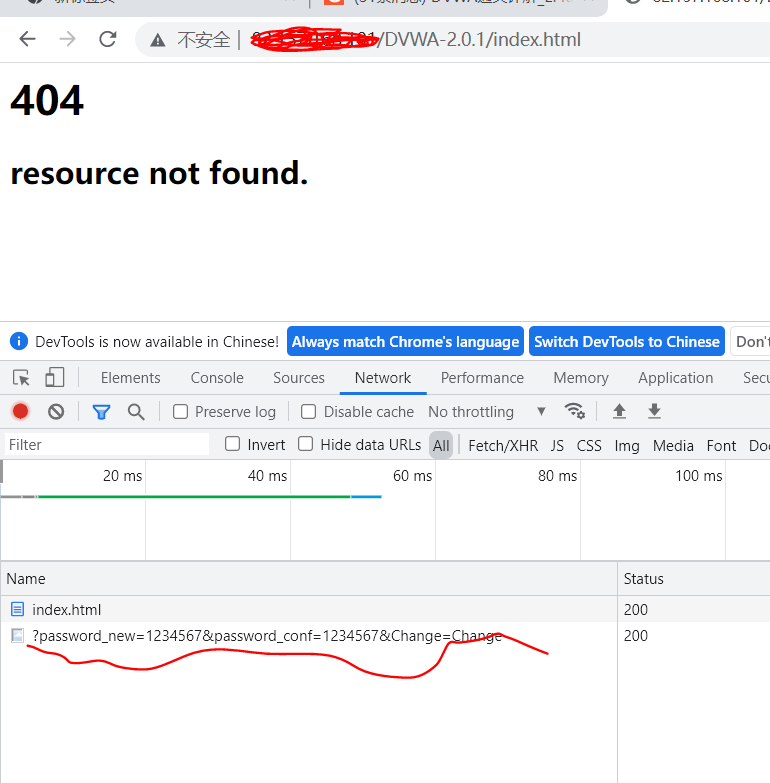 不安全 | /DVWA-2.0.1/index.html
404
resource not found.
DevTools is now available in Chinese! Always match Chrome's language Switch DevTools to Chinese Don't
Elements Console Sources Network Performance Memory Application Secu
Preserve log Disable cache No throttling
Filter Invert Hide data URLs All Fetch/XHR JS CSS Img Media Font Doc
20 ms 40 ms 60 ms 80 ms 100 ms
Name Status
index.html 200
?password_new=1234567&password_conf=1234567&Change=Change 200